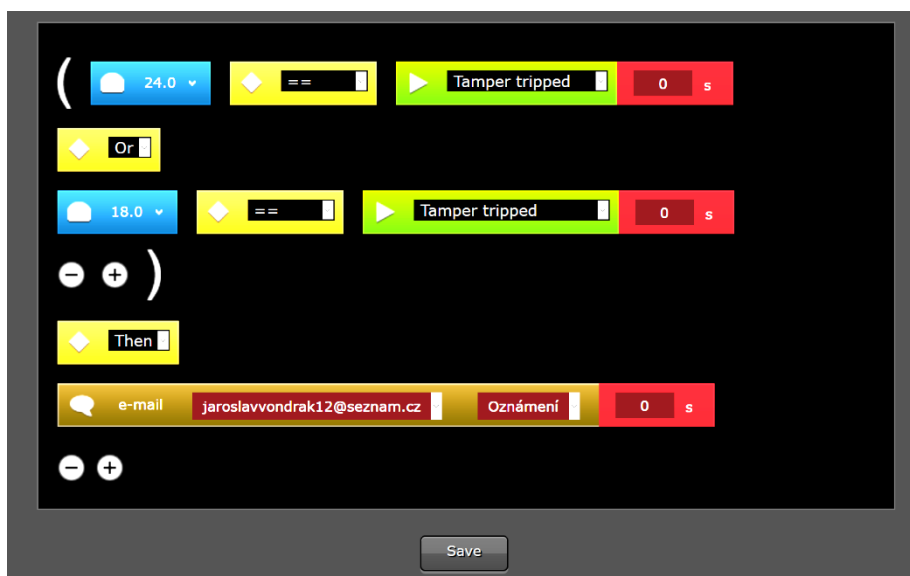 ( 24.0 == Tamper tripped 0 s
Or
18.0 == Tamper tripped 0 s
− + )
Then
e-mail jaroslavvondrak12@seznam.cz Oznámení 0 s
− +
Save